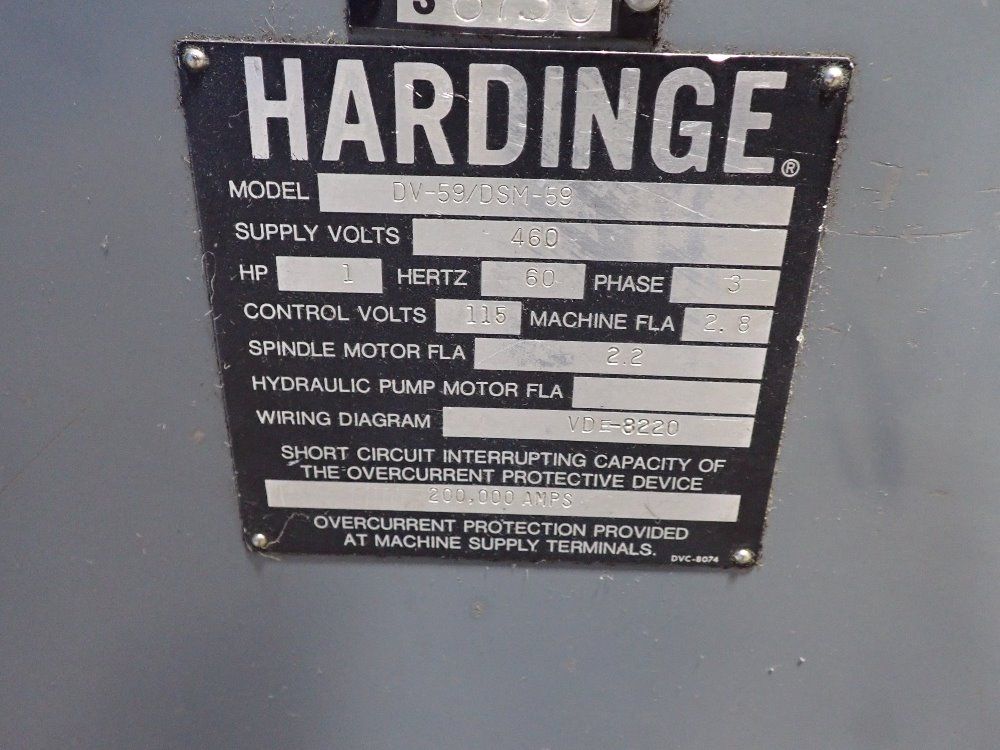 HARDINGE®
MODEL DV-59/DSM-59
SUPPLY VOLTS 460
HP 1 HERTZ 60 PHASE 3
CONTROL VOLTS 115 MACHINE FLA 2.8
SPINDLE MOTOR FLA 2.2
HYDRAULIC PUMP MOTOR FLA
WIRING DIAGRAM VDE-8220
SHORT CIRCUIT INTERRUPTING CAPACITY OF
THE OVERCURRENT PROTECTIVE DEVICE
200,000 AMPS
OVERCURRENT PROTECTION PROVIDED
AT MACHINE SUPPLY TERMINALS.
DVC-8074